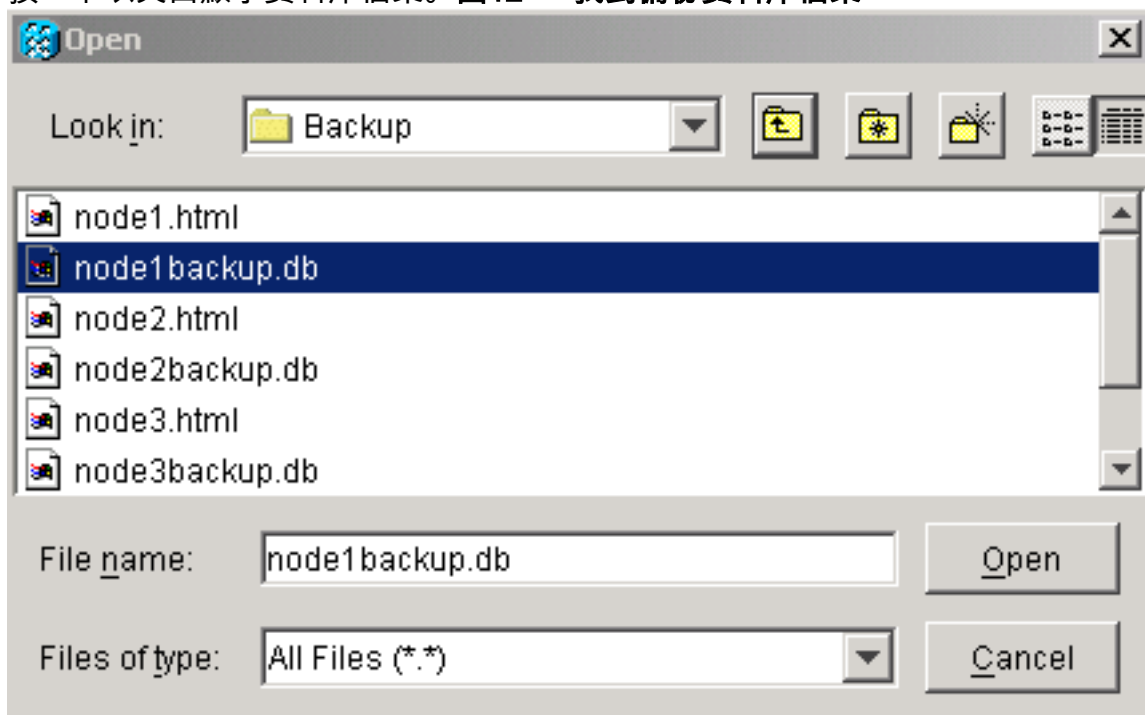 Open
Look in: Backup
node1.html
node1backup.db
node2.html
node2backup.db
node3.html
node3backup.db
File name: node1backup.db Open
Files of type: All Files (*.*) Cancel